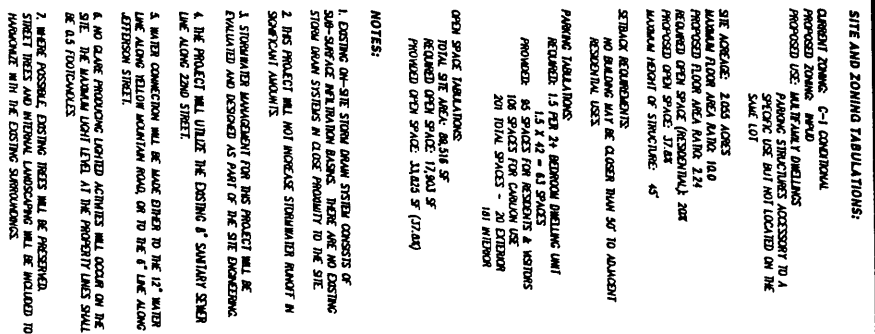 SITE AND ZONING TABULATIONS:
CURRENT ZONING: C-1 CONDITIONAL
PROPOSED ZONING: INPUD
PROPOSED USE: MULTIFAMILY DWELLINGS
PARKING STRUCTURES ACCESSORY TO A
SPECIFIC USE BUT NOT LOCATED ON THE
SAME LOT
SITE ACREAGE: 2.055 ACRES
MAXIMUM FLOOR AREA RATIO: 10.0
PROPOSED FLOOR AREA RATIO: 2.24
REQUIRED OPEN SPACE (RESIDENTIAL): 20%
PROPOSED OPEN SPACE: 37.8%
MAXIMUM HEIGHT OF STRUCTURE: 45'
SETBACK REQUIREMENTS:
NO BUILDING MAY BE CLOSER THAN 50' TO ADJACENT
RESIDENTIAL USES.
PARKING TABULATIONS:
REQUIRED: 1.5 PER 2+ BEDROOM DWELLING UNIT
1.5 X 42 = 63 SPACES
PROVIDED: 95 SPACES FOR RESIDENTS & VISITORS
106 SPACES FOR CARILION USE
201 TOTAL SPACES - 20 EXTERIOR
181 INTERIOR
OPEN SPACE TABULATIONS:
TOTAL SITE AREA: 89,516 SF
REQUIRED OPEN SPACE: 17,903 SF
PROVIDED OPEN SPACE: 33,825 SF (37.8%)
NOTES:
1. EXISTING ON-SITE STORM DRAIN SYSTEM CONSISTS OF
SUB-SURFACE INFILTRATION BASINS. THERE ARE NO EXISTING
STORM DRAIN SYSTEMS IN CLOSE PROXIMITY TO THE SITE.
2. THIS PROJECT WILL NOT INCREASE STORMWATER RUNOFF IN
SIGNIFICANT AMOUNTS.
3. STORMWATER MANAGEMENT FOR THIS PROJECT WILL BE
EVALUATED AND DESIGNED AS PART OF THE SITE ENGINEERING.
4. THE PROJECT WILL UTILIZE THE EXISTING 8" SANITARY SEWER
LINE ALONG 22ND STREET.
5. WATER CONNECTION WILL BE MADE EITHER TO THE 12" WATER
LINE ALONG YELLOW MOUNTAIN ROAD, OR TO THE 6" LINE ALONG
JEFFERSON STREET.
6. NO GLARE PRODUCING LIGHTED ACTIVITIES WILL OCCUR ON THE
SITE. THE MAXIMUM LIGHT LEVEL AT THE PROPERTY LINES SHALL
BE 0.5 FOOTCANDLES.
7. WHERE POSSIBLE, EXISTING TREES WILL BE PRESERVED.
STREET TREES AND INTERNAL LANDSCAPING WILL BE INCLUDED TO
HARMONIZE WITH THE EXISTING SURROUNDINGS.